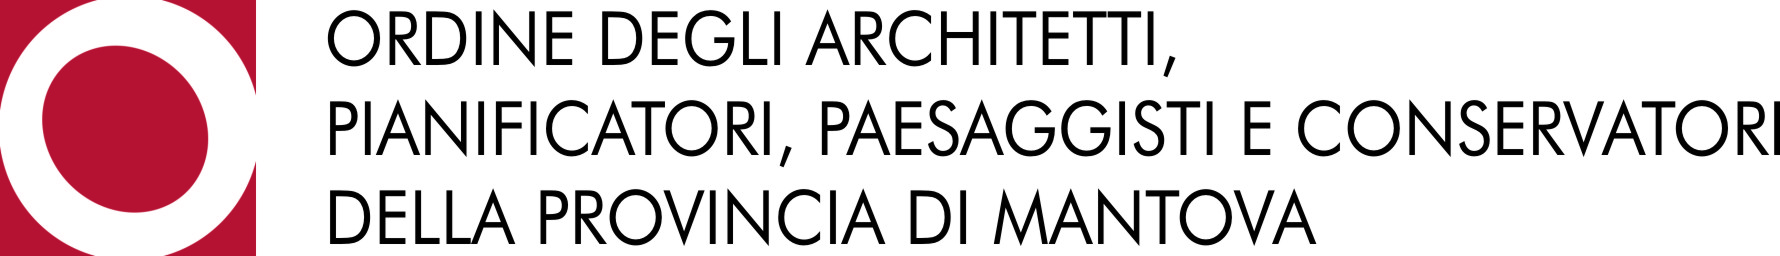 ORDINE DEGLI ARCHITETTI,
PIANIFICATORI, PAESAGGISTI E CONSERVATORI
DELLA PROVINCIA DI MANTOVA